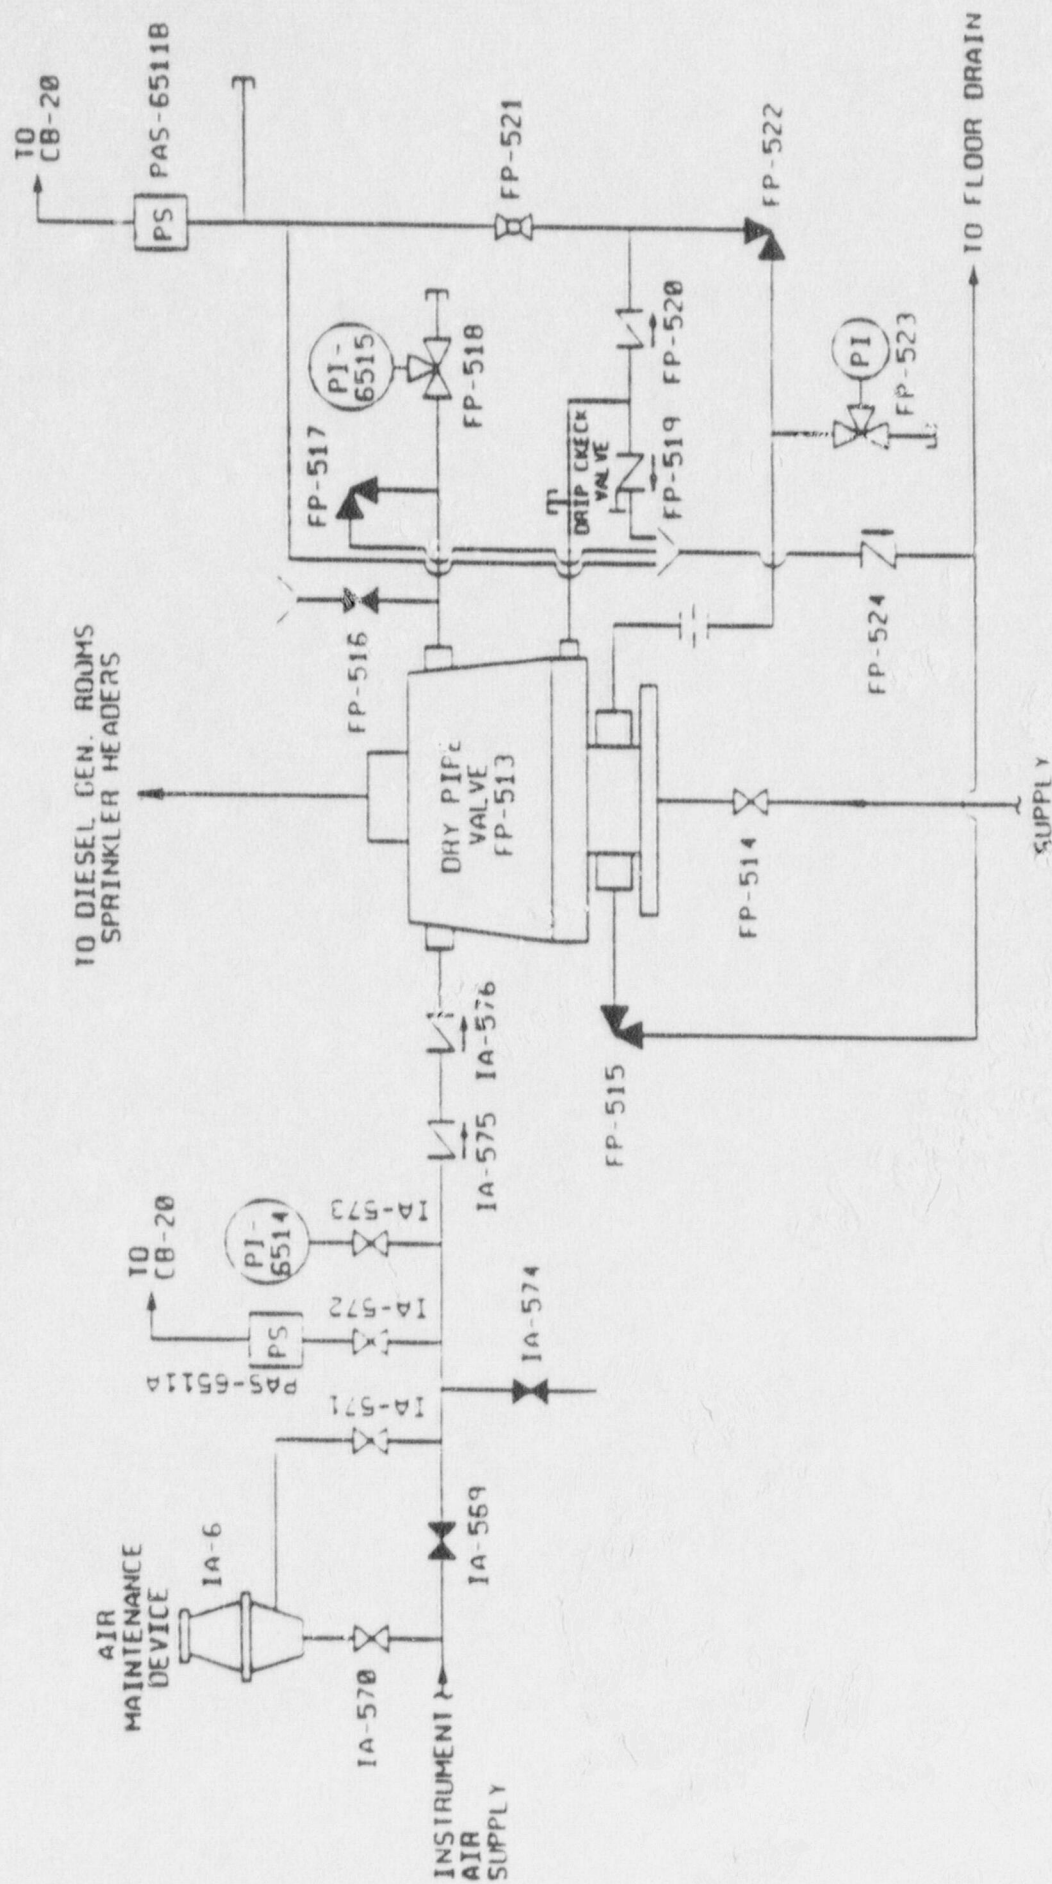 TO
CB-20
PAS-6511B
PS
FP-521
FP-522
TO FLOOR DRAIN
PI-
6515
FP-518
FP-520
PI
FP-523
FP-517
DRIP CKECK
VALVE
FP-519
FP-516
FP-524
TO DIESEL GEN. ROOMS
SPRINKLER HEADERS
DRY PIPE
VALVE
FP-513
FP-514
SUPPLY
FP-515
IA-576
IA-575
TO
CB-20
PI-
6514
IA-573
PS
PAS-6511A
IA-572
IA-574
IA-571
AIR
MAINTENANCE
DEVICE
IA-6
IA-569
IA-570
INSTRUMENT
AIR
SUPPLY